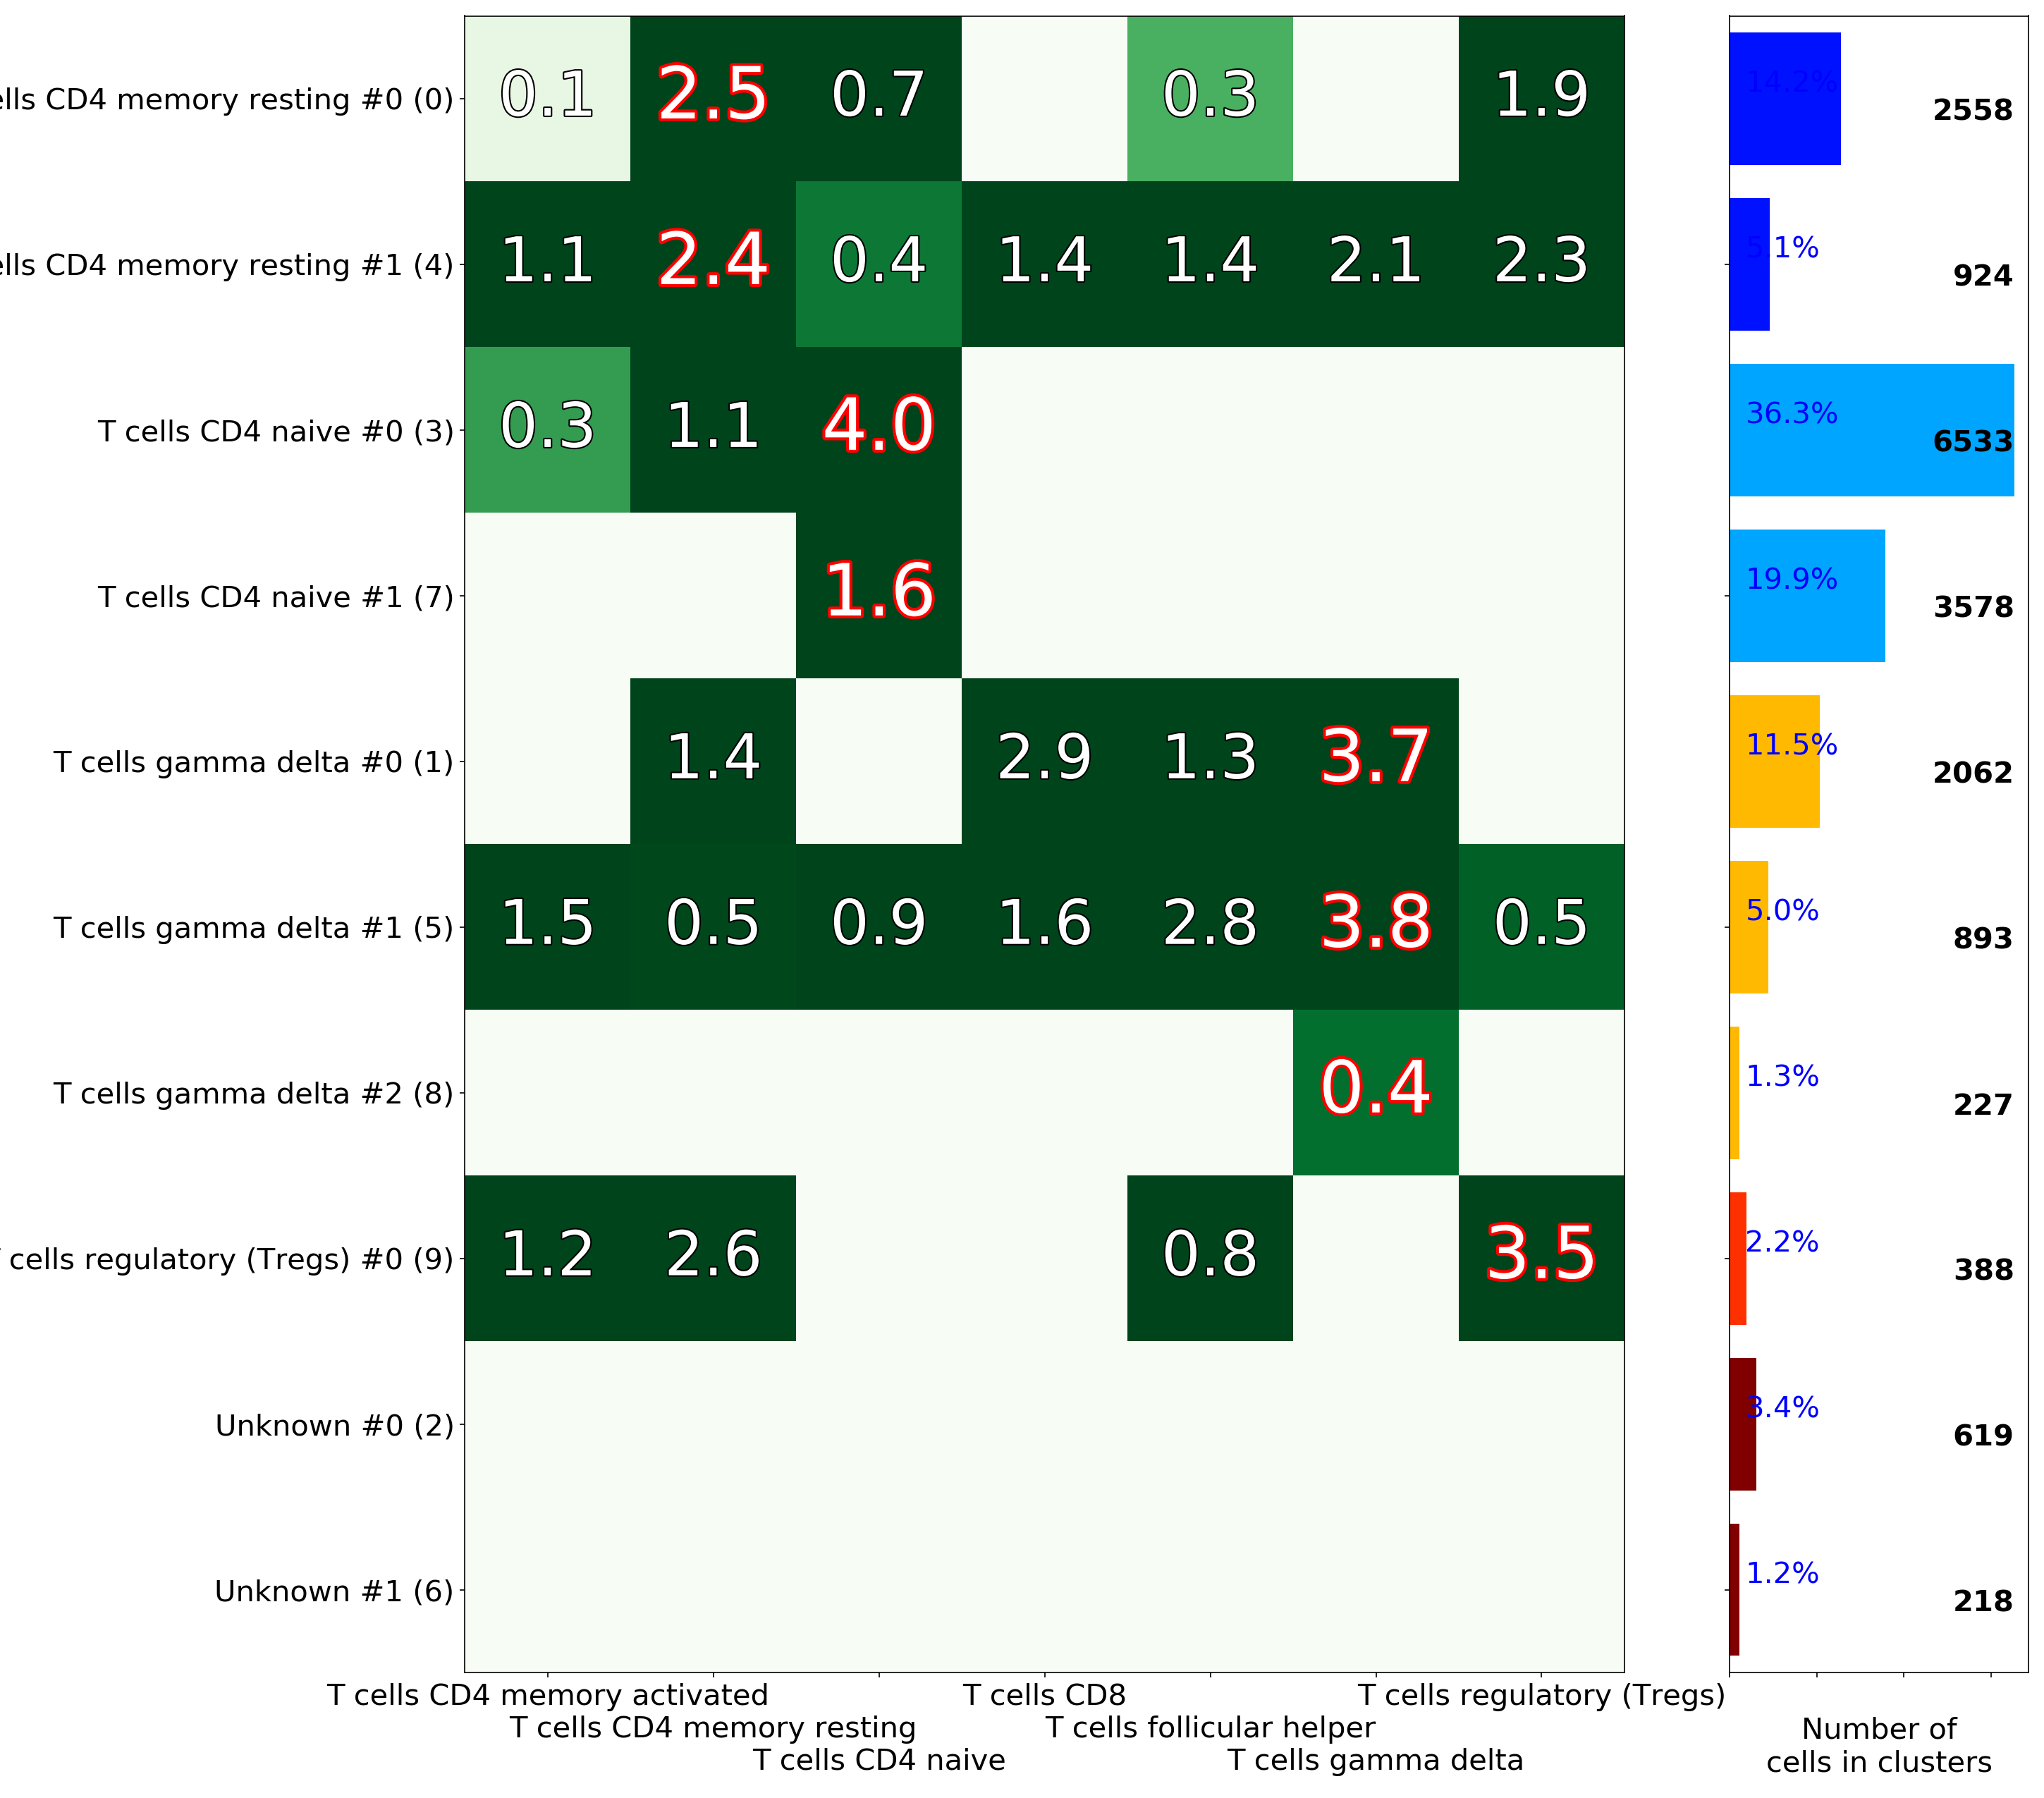 ells CD4 memory resting #0 (0) 0.1 2.5 0.7 0.3 1.9 14.2% 2558
ells CD4 memory resting #1 (4) 1.1 2.4 0.4 1.4 1.4 2.1 2.3 5.1% 924
T cells CD4 naive #0 (3) 0.3 1.1 4.0 36.3% 6533
T cells CD4 naive #1 (7) 1.6 19.9% 3578
T cells gamma delta #0 (1) 1.4 2.9 1.3 3.7 11.5% 2062
T cells gamma delta #1 (5) 1.5 0.5 0.9 1.6 2.8 3.8 0.5 5.0% 893
T cells gamma delta #2 (8) 0.4 1.3% 227
cells regulatory (Tregs) #0 (9) 1.2 2.6 0.8 3.5 2.2% 388
Unknown #0 (2) 3.4% 619
Unknown #1 (6) 1.2% 218
T cells CD4 memory activated T cells CD8 T cells regulatory (Tregs)
T cells CD4 memory resting T cells follicular helper Number of
T cells CD4 naive T cells gamma delta cells in clusters